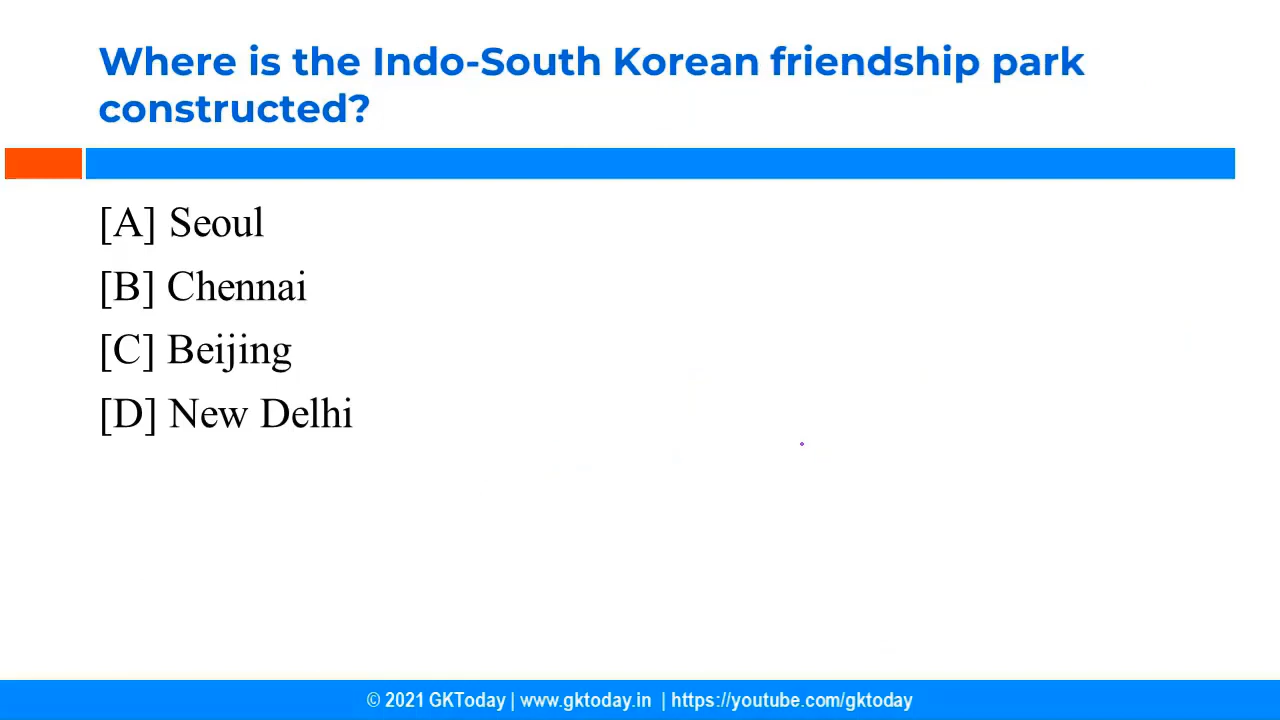 Where is the Indo-South Korean friendship park
constructed?
[A] Seoul
[B] Chennai
[C] Beijing
[D] New Delhi
© 2021 GKToday | www.gktoday.in | https://youtube.com/gktoday